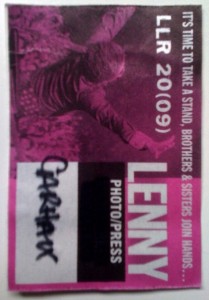 IT'S TIME TO TAKE A STAND, BROTHERS & SISTERS JOIN HANDS...
LLR 20(09)
LENNY
PHOTO/PRESS